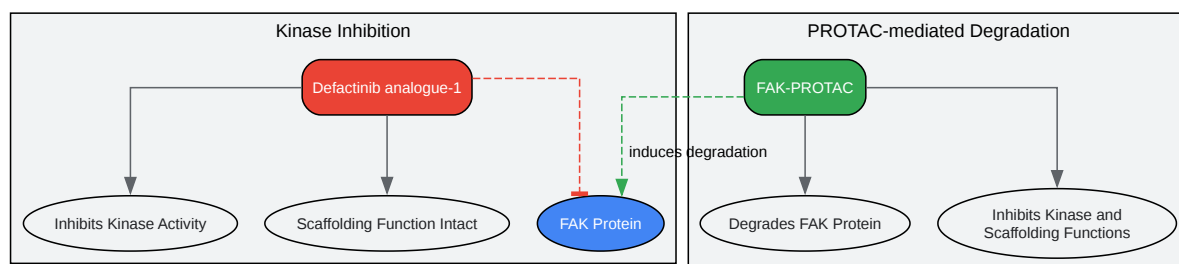 Kinase Inhibition
PROTAC-mediated Degradation
Defactinib analogue-1
FAK-PROTAC
induces degradation
Inhibits Kinase Activity
Scaffolding Function Intact
FAK Protein
Degrades FAK Protein
Inhibits Kinase and
Scaffolding Functions